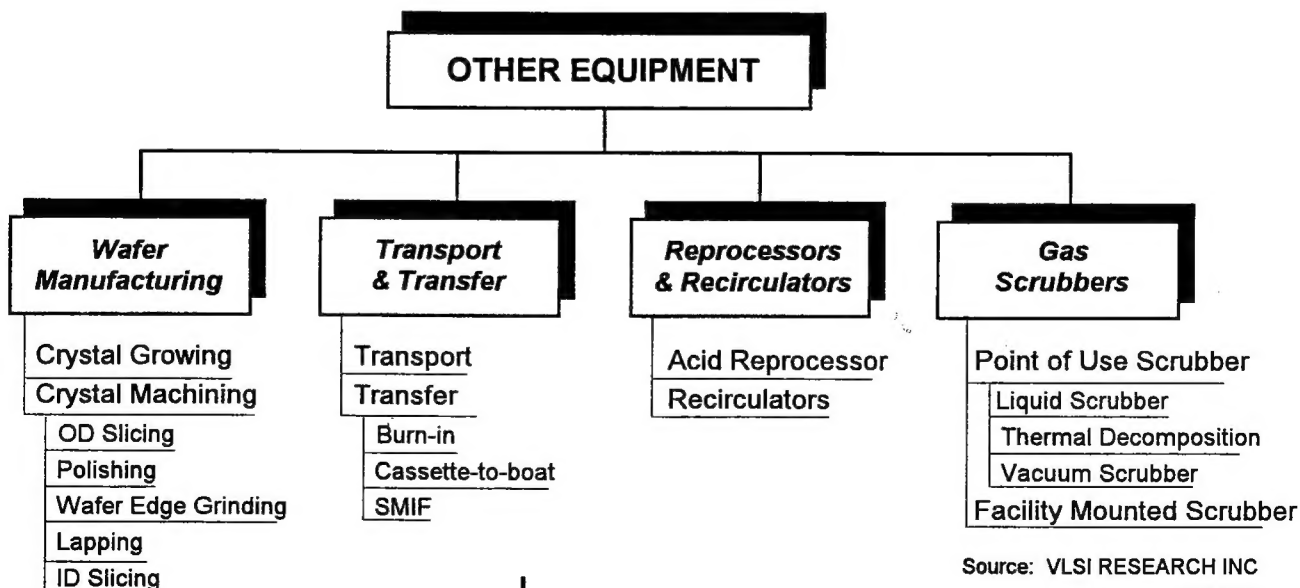 OTHER EQUIPMENT
Wafer
Manufacturing
Crystal Growing
Crystal Machining
OD Slicing
Polishing
Wafer Edge Grinding
Lapping
ID Slicing
Transport
& Transfer
Transport
Transfer
Burn-in
Cassette-to-boat
SMIF
Reprocessors
& Recirculators
Acid Reprocessor
Recirculators
Gas
Scrubbers
Point of Use Scrubber
Liquid Scrubber
Thermal Decomposition
Vacuum Scrubber
Facility Mounted Scrubber
Source: VLSI RESEARCH INC